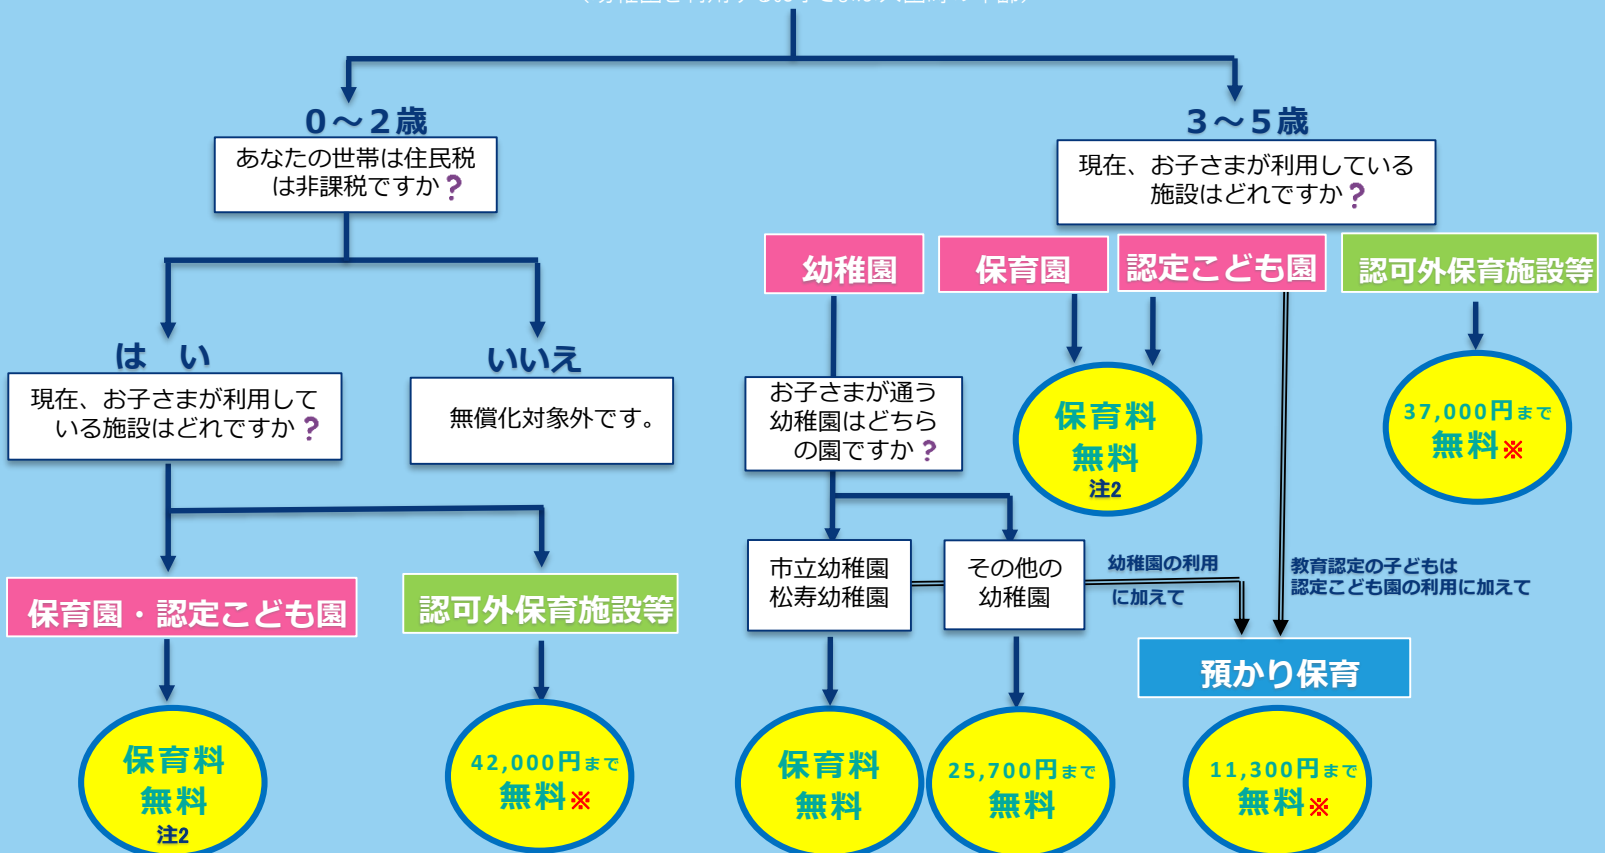 0～2歳
あなたの世帯は住民税
は非課税ですか?
3～5歳
現在、お子さまが利用している
施設はどれですか?
幼稚園
保育園
認定こども園
認可外保育施設等
はい
現在、お子さまが利用して
いる施設はどれですか?
いいえ
無償化対象外です。
お子さまが通う
幼稚園はどちら
の園ですか?
保育料
無料
注2
37,000円まで
無料※
市立幼稚園
松寿幼稚園
その他の
幼稚園
幼稚園の利用
に加えて
教育認定の子どもは
認定こども園の利用に加えて
保育園・認定こども園
認可外保育施設等
預かり保育
保育料
無料
注2
42,000円まで
無料※
保育料
無料
25,700円まで
無料
11,300円まで
無料※